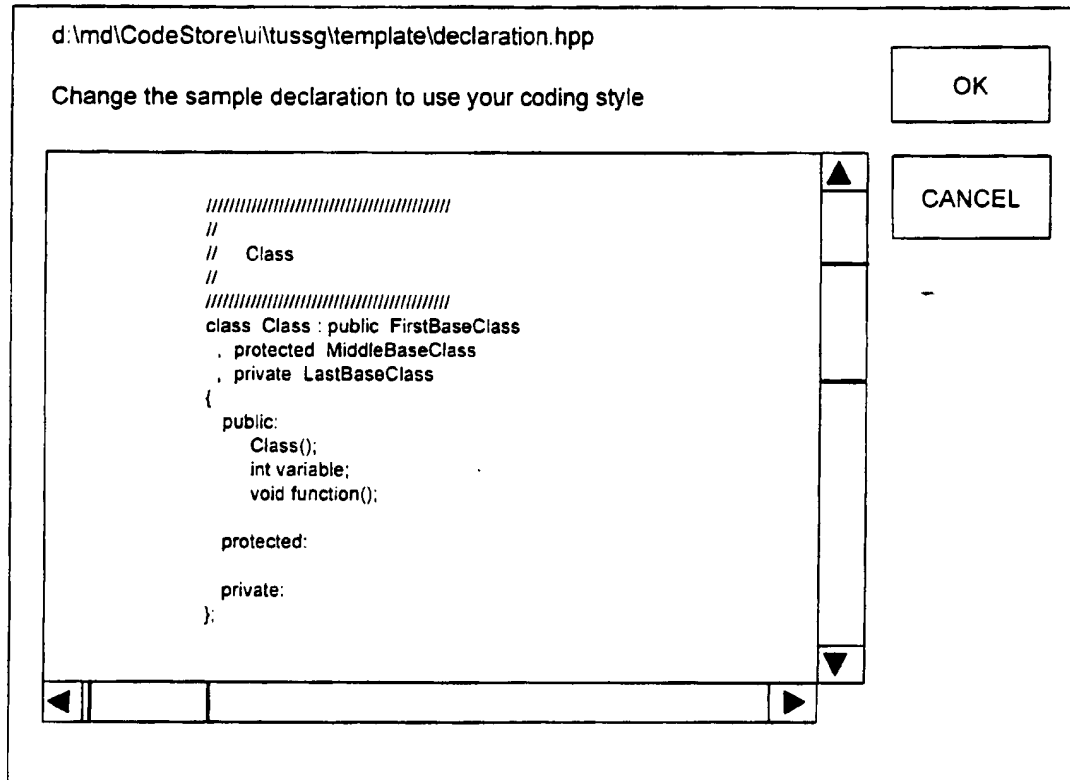 d:\md\CodeStore\ui\tussg\template\declaration.hpp
Change the sample declaration to use your coding style
OK
CANCEL
////////////////////////////////////////////
//
//    Class
//
////////////////////////////////////////////
class Class : public FirstBaseClass
  , protected MiddleBaseClass
  , private LastBaseClass
{
  public:
    Class();
    int variable;
    void function();
  protected:
  private:
};